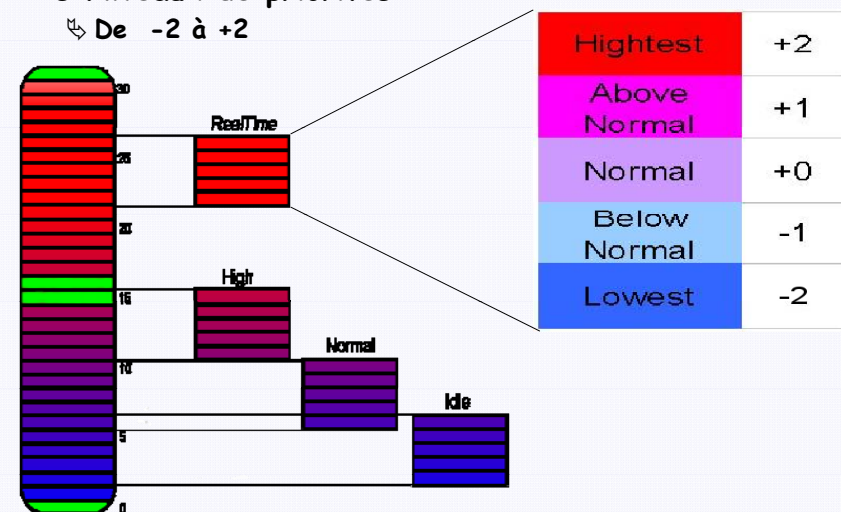 De -2 à +2
30
RealTime
25
20
High
15
Normal
10
Idle
5
0
Hightest +2
Above
Normal +1
Normal +0
Below
Normal -1
Lowest -2